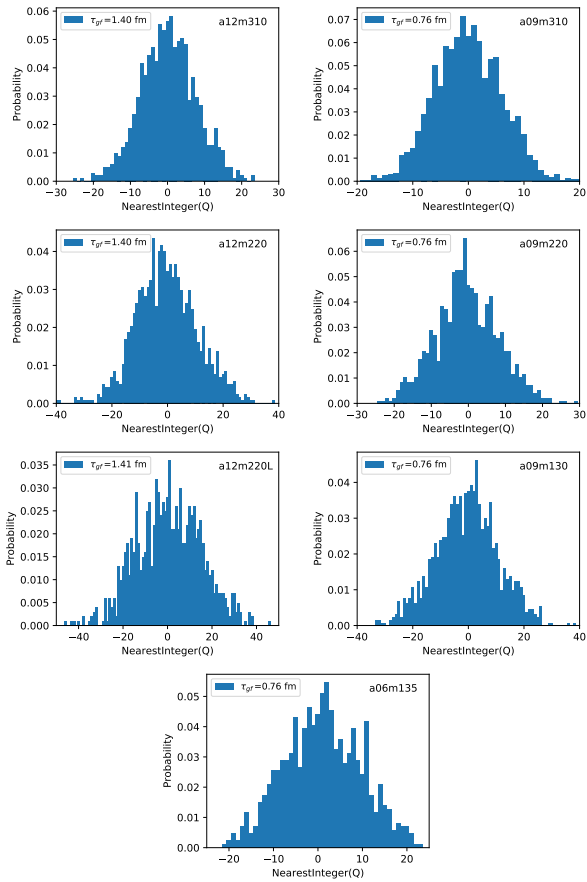 τgf=1.40 fm
a12m310
0.06
0.05
0.04
0.03
0.02
0.01
0.00
Probability
−30 −20 −10 0 10 20 30
NearestInteger(Q)
τgf=0.76 fm
a09m310
0.07
0.06
0.05
0.04
0.03
0.02
0.01
0.00
Probability
−20 −10 0 10 20
NearestInteger(Q)
τgf=1.40 fm
a12m220
0.04
0.03
0.02
0.01
0.00
Probability
−40 −20 0 20 40
NearestInteger(Q)
τgf=0.76 fm
a09m220
0.06
0.05
0.04
0.03
0.02
0.01
0.00
Probability
−30 −20 −10 0 10 20 30
NearestInteger(Q)
τgf=1.41 fm
a12m220L
0.035
0.030
0.025
0.020
0.015
0.010
0.005
0.000
Probability
−40 −20 0 20 40
NearestInteger(Q)
τgf=0.76 fm
a09m130
0.04
0.03
0.02
0.01
0.00
Probability
−40 −20 0 20 40
NearestInteger(Q)
τgf=0.76 fm
a06m135
0.05
0.04
0.03
0.02
0.01
0.00
Probability
−20 −10 0 10 20
NearestInteger(Q)